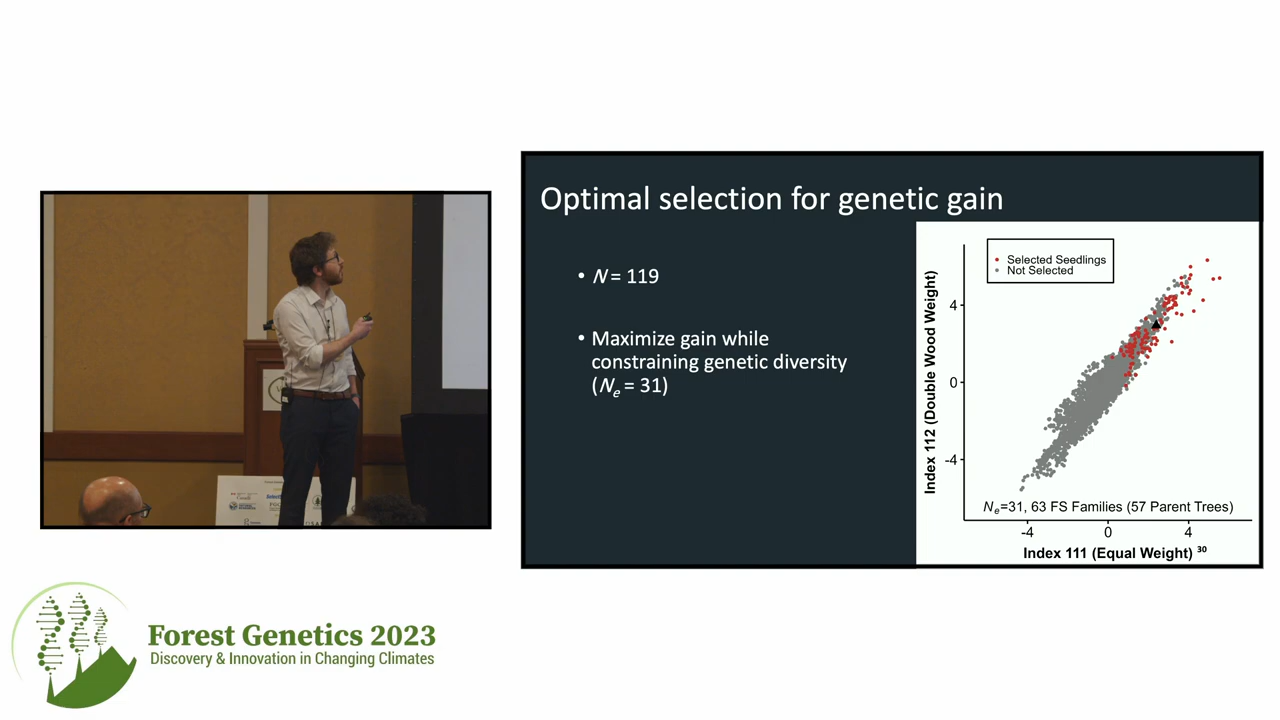 Optimal selection for genetic gain
• N = 119
• Maximize gain while
constraining genetic diversity
(Ne = 31)
Index 112 (Double Wood Weight)
Selected Seedlings
Not Selected
4
0
-4
Ne=31, 63 FS Families (57 Parent Trees)
-4 0 4
Index 111 (Equal Weight) 30
Forest Genetics 2023
Discovery & Innovation in Changing Climates